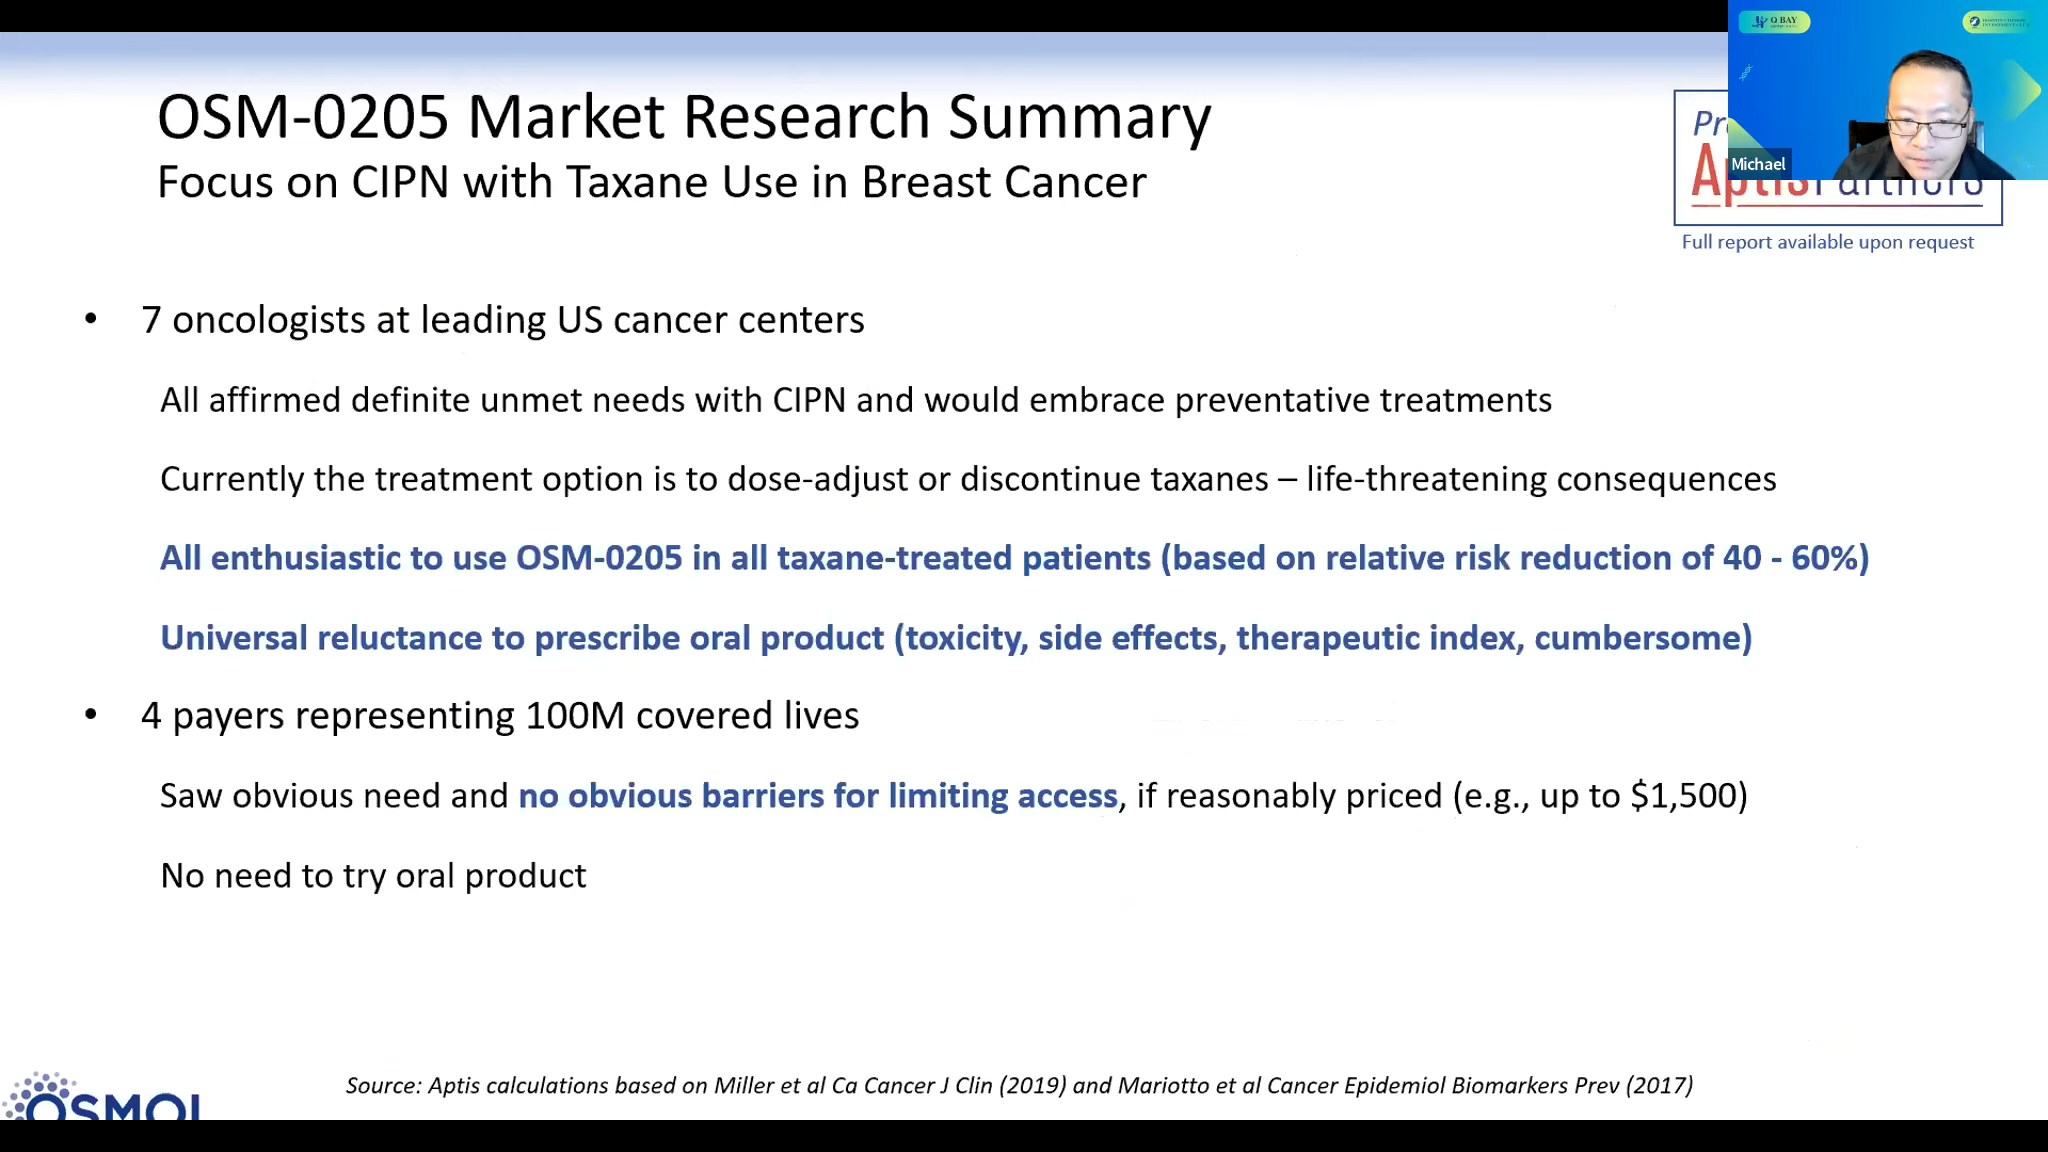 Q BAY
OSM-0205 Market Research Summary
Focus on CIPN with Taxane Use in Breast Cancer
Michael
Aptis Partners
Full report available upon request
• 7 oncologists at leading US cancer centers
All affirmed definite unmet needs with CIPN and would embrace preventative treatments
Currently the treatment option is to dose-adjust or discontinue taxanes – life-threatening consequences
All enthusiastic to use OSM-0205 in all taxane-treated patients (based on relative risk reduction of 40 - 60%)
Universal reluctance to prescribe oral product (toxicity, side effects, therapeutic index, cumbersome)
• 4 payers representing 100M covered lives
Saw obvious need and no obvious barriers for limiting access, if reasonably priced (e.g., up to $1,500)
No need to try oral product
Source: Aptis calculations based on Miller et al Ca Cancer J Clin (2019) and Mariotto et al Cancer Epidemiol Biomarkers Prev (2017)
OSMOL